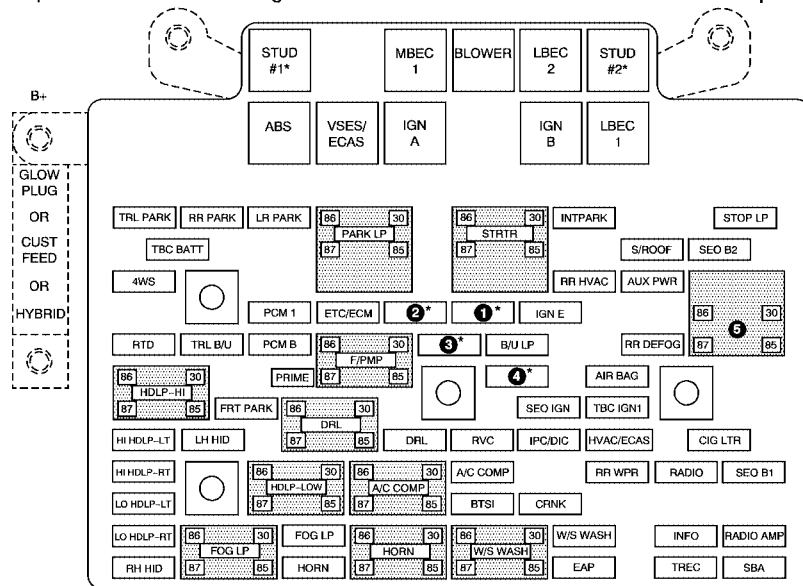 STUD #1*
MBEC 1
BLOWER
LBEC 2
STUD #2*
B+
ABS
VSES/ ECAS
IGN A
IGN B
LBEC 1
GLOW PLUG
OR
CUST FEED
OR
HYBRID
TRL PARK RR PARK LR PARK 86 30 PARK LP 87 85 86 30 STRTR 87 85 INTPARK STOP LP
TBC BATT S/ROOF SEO B2
4WS RR HVAC AUX PWR
PCM 1 ETC/ECM 2* 1* IGN E 86 30 5 87 85
RTD TRL B/U PCM B 86 30 F/PMP 87 85 3* B/U LP RR DEFOG
PRIME 4* AIR BAG
86 30 HDLP-HI 87 85 FRT PARK 86 30 DRL 87 85 SEO IGN TBC IGN1
HI HDLP-LT LH HID DRL RVC IPC/DIC HVAC/ECAS CIG LTR
HI HDLP-RT 86 30 HDLP-LOW 87 85 86 30 A/C COMP 87 85 A/C COMP RR WPR RADIO SEO B1
LO HDLP-LT BTSI CRNK
LO HDLP-RT 86 30 FOG LP 87 85 FOG LP 86 30 HORN 87 85 86 30 W/S WASH 87 85 W/S WASH INFO RADIO AMP
RH HID HORN EAP TREC SBA